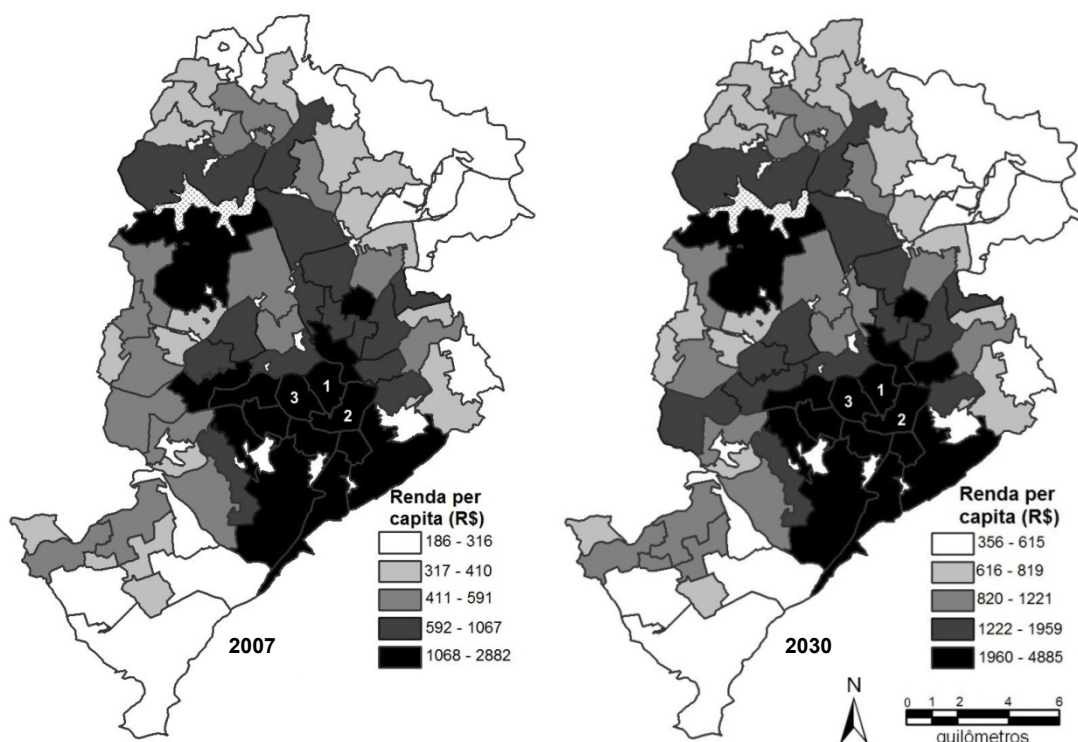 1
2
3
Renda per
capita (R$)
186 - 316
317 - 410
411 - 591
592 - 1067
1068 - 2882
2007
1
2
3
Renda per
capita (R$)
356 - 615
616 - 819
820 - 1221
1222 - 1959
1960 - 4885
2030
N
0 1 2 4 6
quilômetros